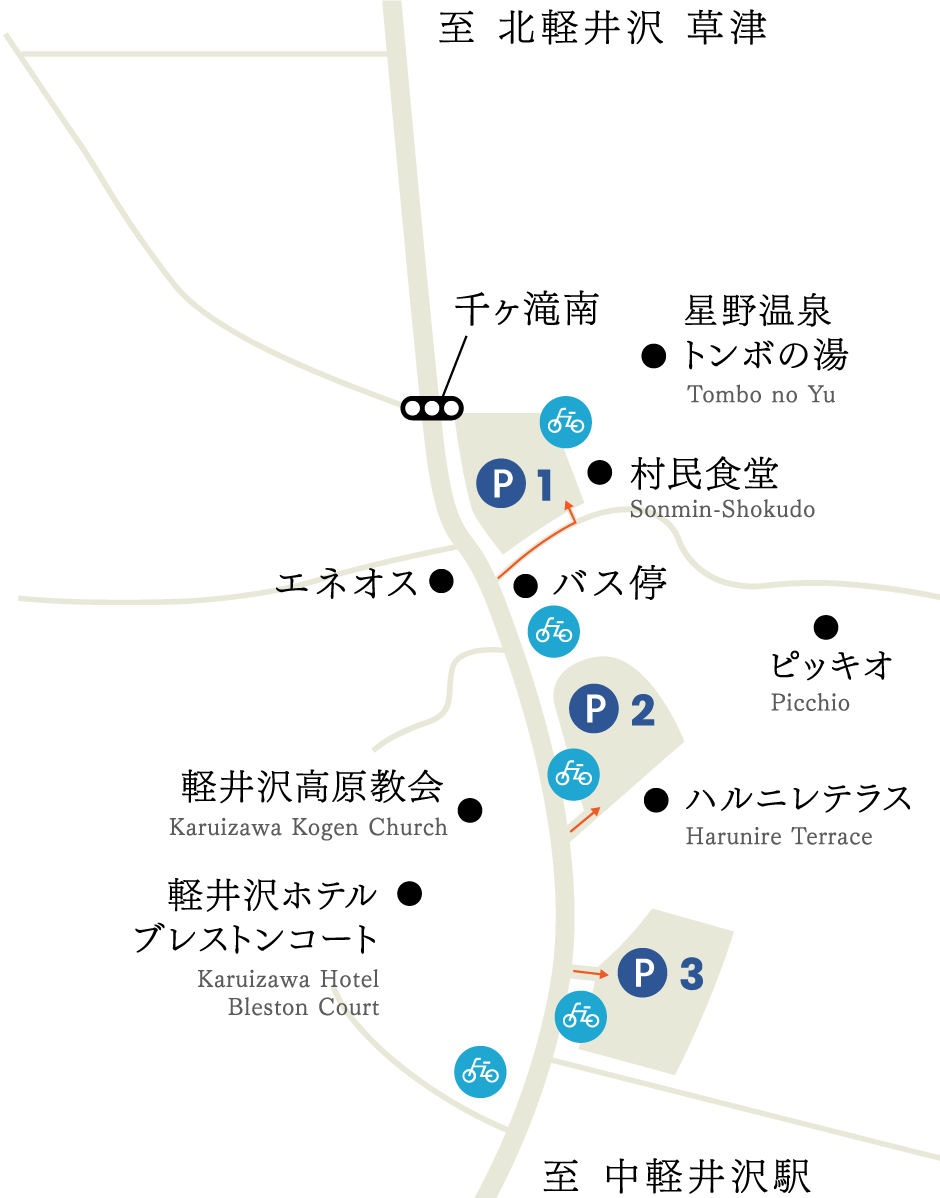 至 北軽井沢 草津
千ヶ滝南
星野温泉
トンボの湯
Tombo no Yu
P 1
村民食堂
Sonmin-Shokudo
エネオス
バス停
ピッキオ
Picchio
P 2
軽井沢高原教会
Karuizawa Kogen Church
ハルニレテラス
Harunire Terrace
軽井沢ホテル
ブレストンコート
Karuizawa Hotel
Bleston Court
P 3
至 中軽井沢駅